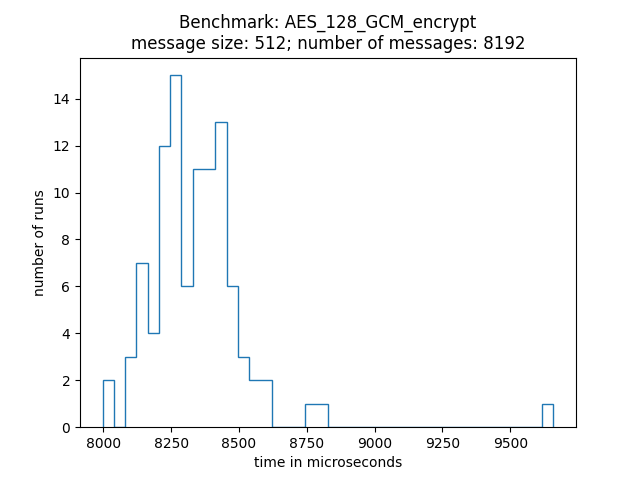 Benchmark: AES_128_GCM_encrypt
message size: 512; number of messages: 8192
number of runs
14
12
10
8
6
4
2
0
8000 8250 8500 8750 9000 9250 9500
time in microseconds